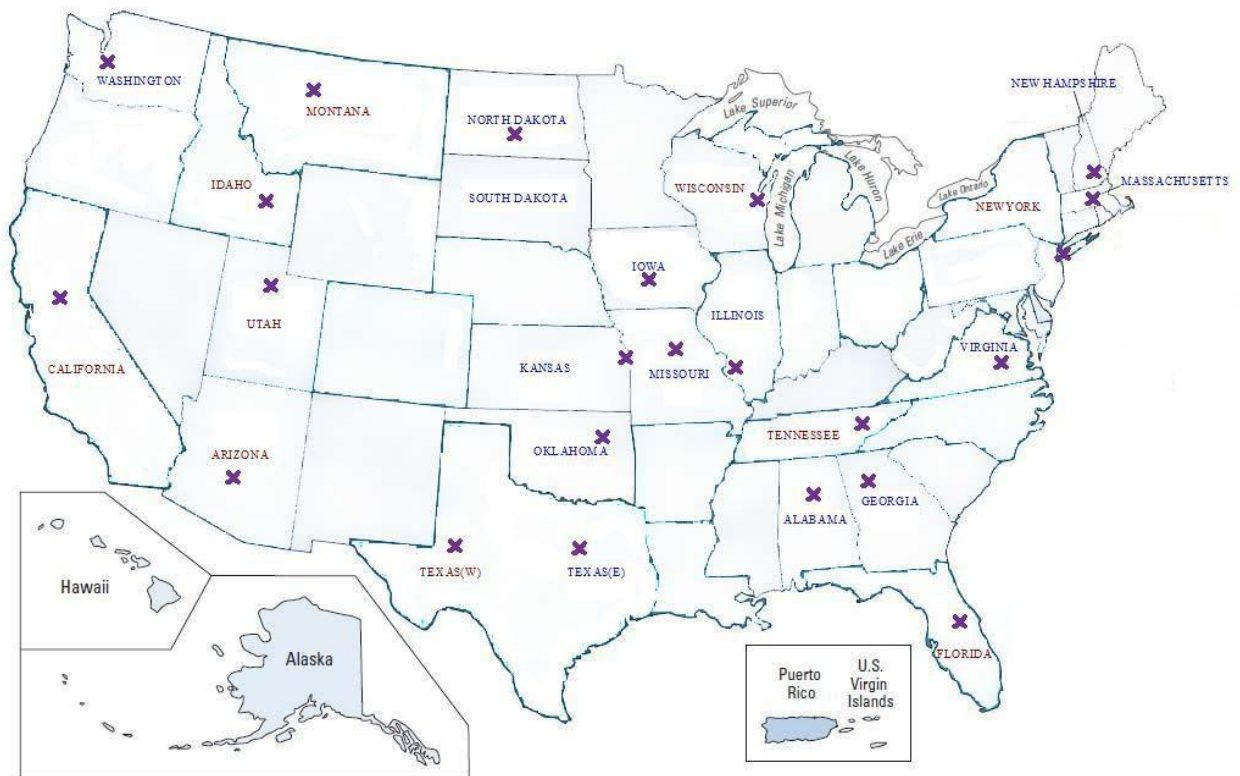 WASHINGTON
MONTANA
NORTH DAKOTA
Lake Superior
NEW HAMPSHIRE
IDAHO
SOUTH DAKOTA
WISCONSIN
Lake Michigan
Lake Huron
Lake Ontario
Lake Erie
NEWYORK
MASSACHUSETTS
IOWA
UTAH
ILLINOIS
CALIFORNIA
KANSAS
MISSOURI
VIRGINIA
ARIZONA
OKLAHOMA
TENNESSEE
ALABAMA
GEORGIA
TEXAS(W)
TEXAS(E)
FLORIDA
Hawaii
Alaska
Puerto
Rico
U.S.
Virgin
Islands